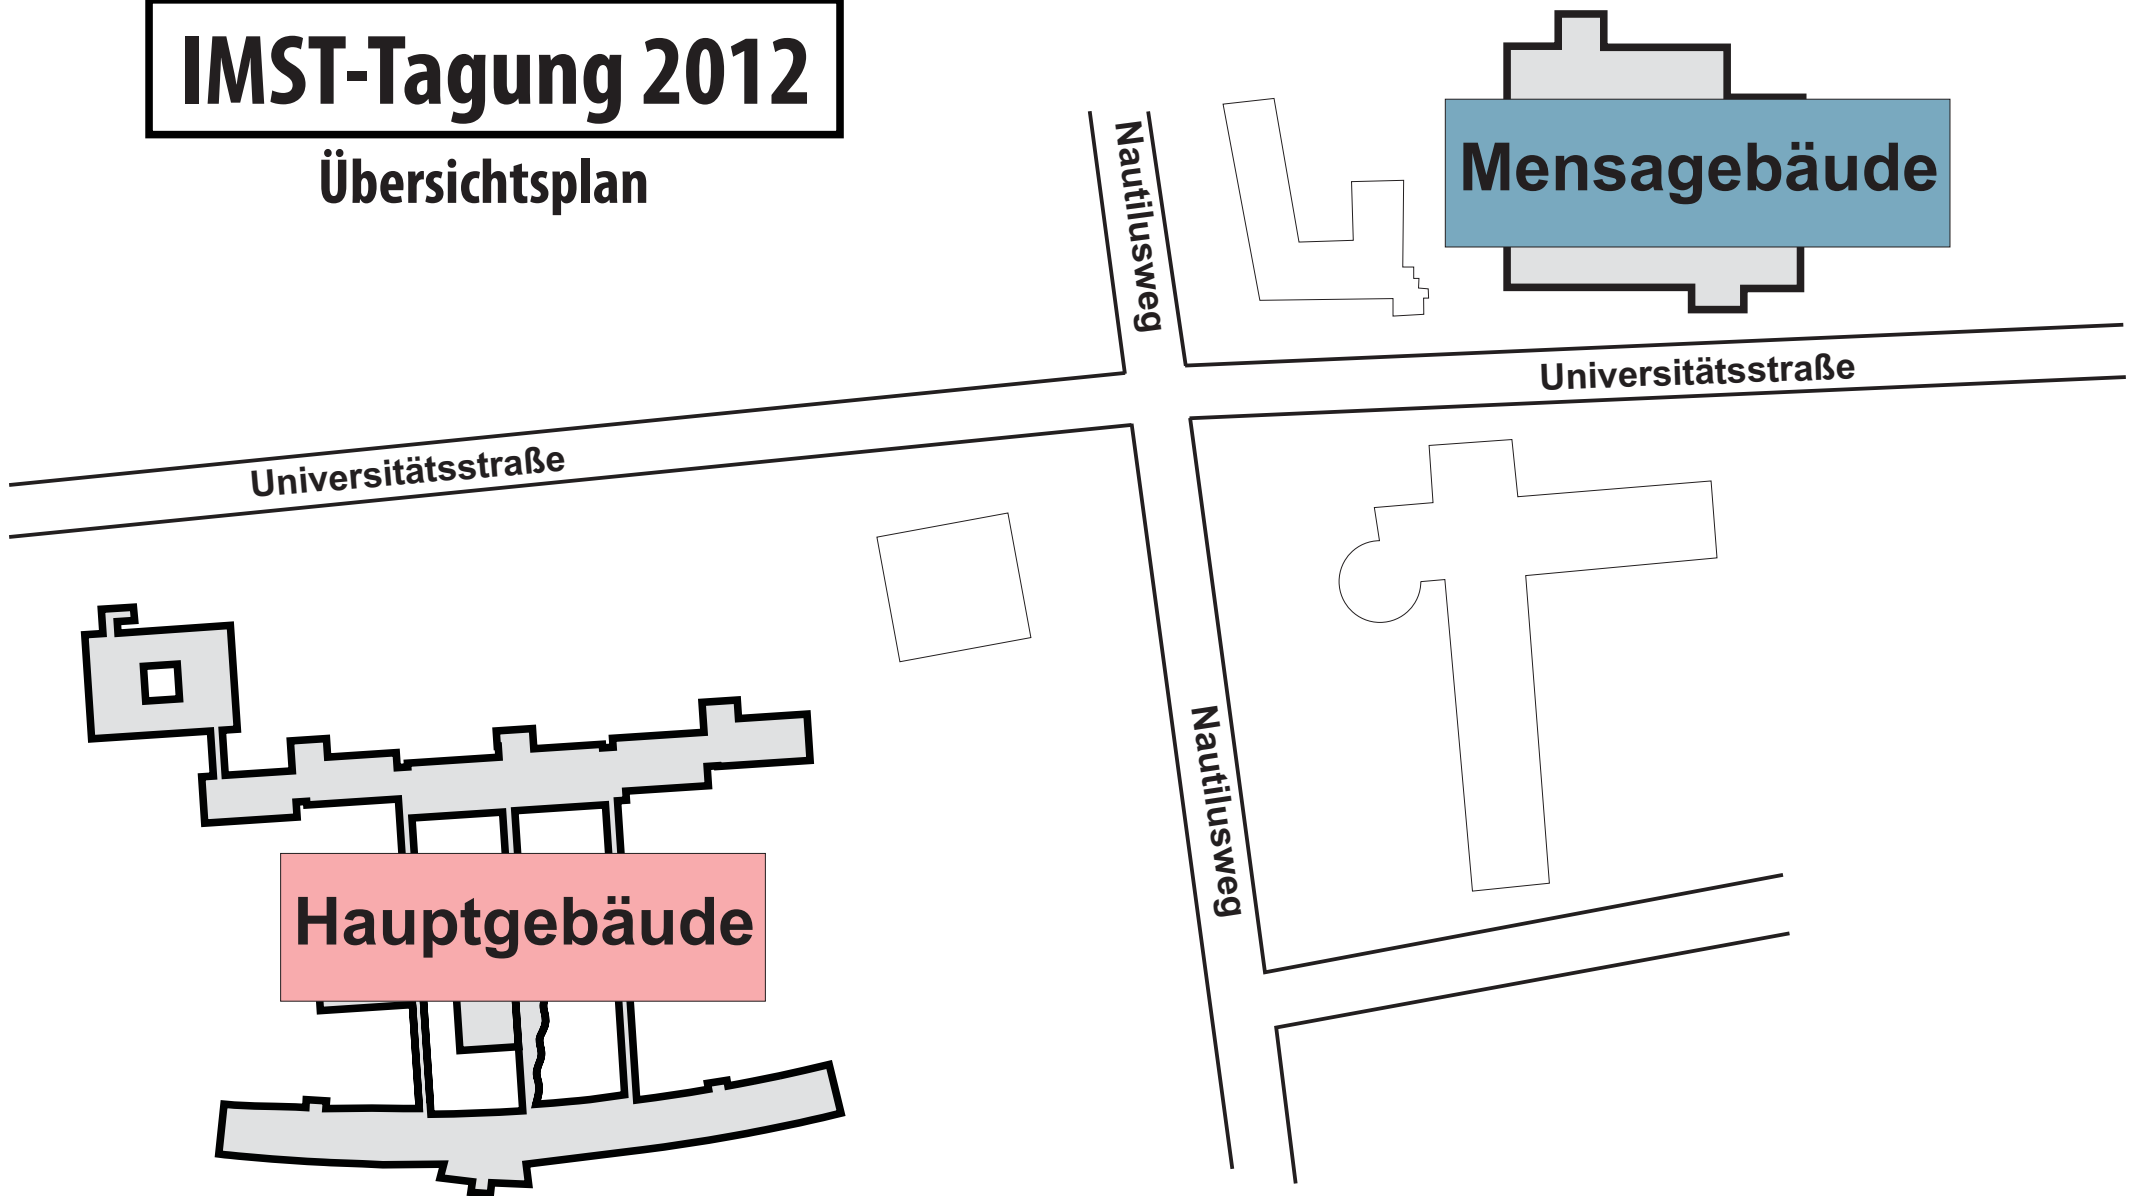 IMST-Tagung 2012
Übersichtsplan
Nautilusweg
Mensagebäude
Universitätsstraße
Universitätsstraße
Nautilusweg
Hauptgebäude